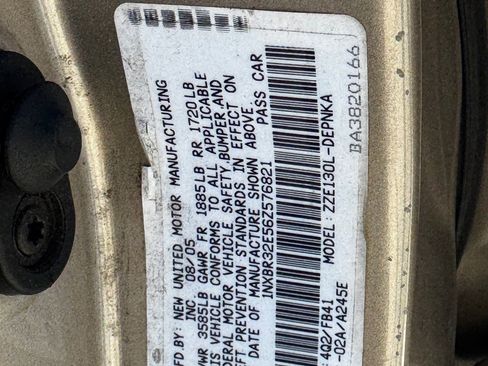 MFD.BY: NEW UNITED MOTOR MANUFACTURING
INC. 08/05
GVWR 3585LB GAWR FR 1885LB RR 1720LB
THIS VEHICLE CONFORMS TO ALL APPLICABLE
FEDERAL MOTOR VEHICLE SAFETY,BUMPER,AND
THEFT PREVENTION STANDARDS IN EFFECT ON
DATE OF MANUFACTURE SHOWN ABOVE.
1NXBR32E56Z576821 PASS CAR
MODEL: ZZE130L-DEPNKA
4Q2/FB41
-02A/A245E
BA3820166